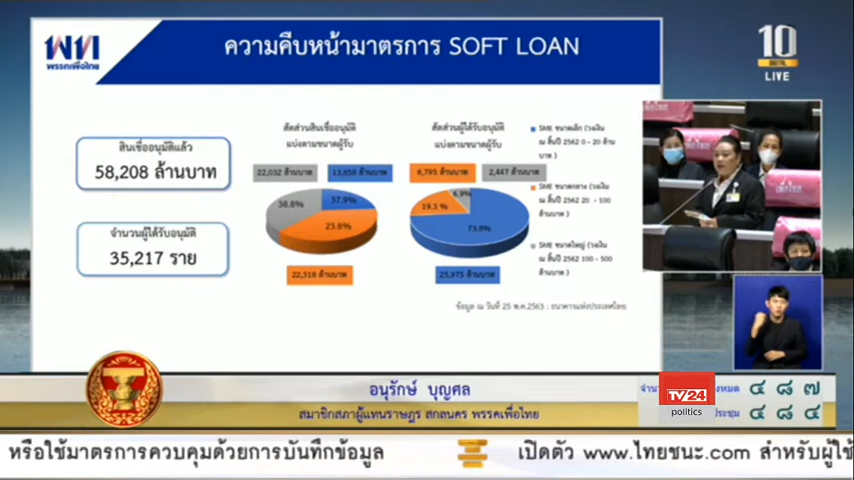 พท
พรรคเพื่อไทย
ความคืบหน้ามาตรการ SOFT LOAN
10
DIGITAL
LIVE
สินเชื่ออนุมัติแล้ว
58,208 ล้านบาท
จำนวนผู้ได้รับอนุมัติ
35,217 ราย
สัดส่วนสินเชื่ออนุมัติ
แบ่งตามขนาดผู้รับ
22,032 ล้านบาท
13,858 ล้านบาท
38.8%
37.9%
23.8%
22,318 ล้านบาท
สัดส่วนผู้ได้รับอนุมัติ
แบ่งตามขนาดผู้รับ
6,795 ล้านบาท
2,447 ล้านบาท
6.9%
19.3 %
73.8%
25,975 ล้านบาท
SME ขนาดเล็ก (วงเงิน
ณ สิ้นปี 2562 0 - 20 ล้าน
บาท )
SME ขนาดกลาง (วงเงิน
ณ สิ้นปี 2562 20 - 100
ล้านบาท )
SME ขนาดใหญ่ (วงเงิน
ณ สิ้นปี 2562 100 - 500
ล้านบาท )
ข้อมูล ณ วันที่ 25 พ.ค.2563 : ธนาคารแห่งประเทศไทย
เพื่อไทย
อนุรักษ์ บุญศล
สมาชิกสภาผู้แทนราษฎร สกลนคร พรรคเพื่อไทย
๔๘๗
๔๘๔
TV24
politics
หรือใช้มาตรการควบคุมด้วยการบันทึกข้อมูล
เปิดตัว www.ไทยชนะ.com สำหรับผู้ใช้